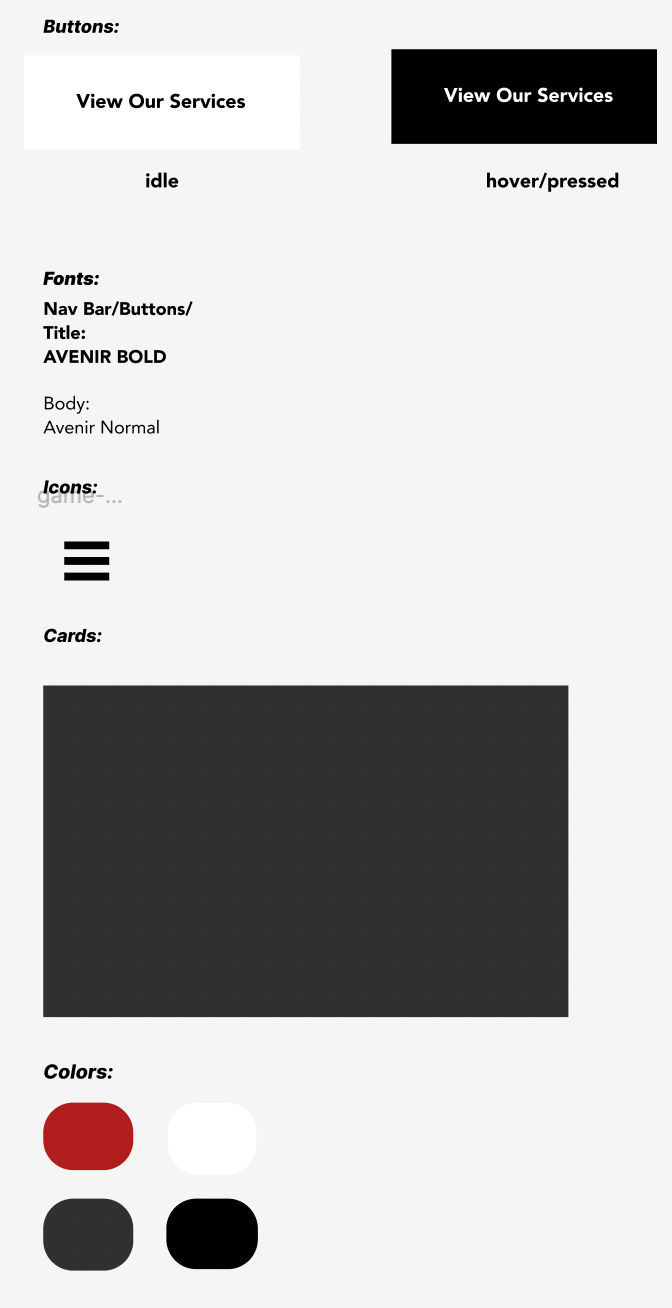 Buttons:
View Our Services
View Our Services
idle
hover/pressed
Fonts:
Nav Bar/Buttons/
Title:
AVENIR BOLD
Body:
Avenir Normal
Icons:
game-...
Cards:
Colors: